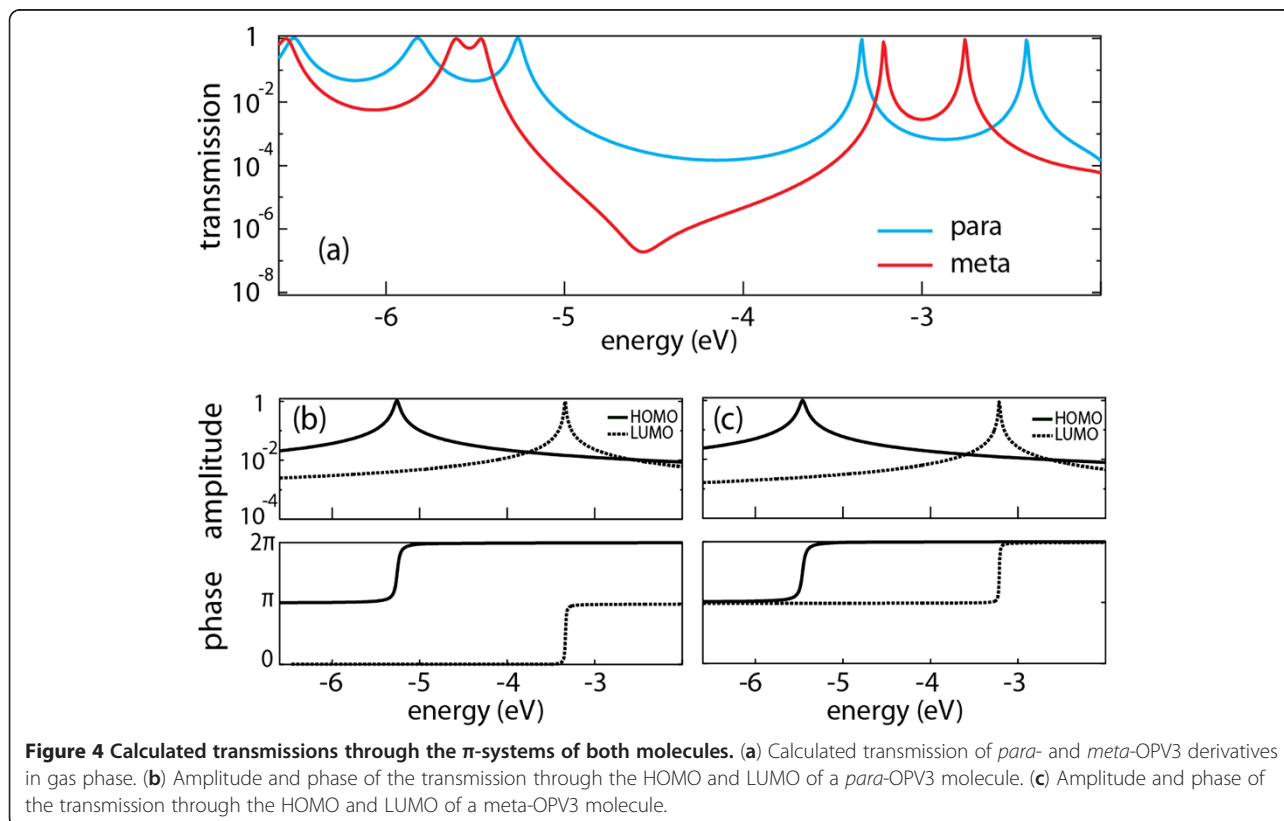 transmission
1
10-2
10-4
10-6
10-8
(a)
para
meta
-6
-5
-4
-3
energy (eV)
amplitude
1
10-2
10-4
(b)
HOMO
LUMO
(c)
HOMO
LUMO
phase
2π
π
0
-6
-5
-4
-3
-6
-5
-4
-3
energy (eV)
energy (eV)
Figure 4 Calculated transmissions through the π-systems of both molecules. (a) Calculated transmission of para- and meta-OPV3 derivatives
in gas phase. (b) Amplitude and phase of the transmission through the HOMO and LUMO of a para-OPV3 molecule. (c) Amplitude and phase of
the transmission through the HOMO and LUMO of a meta-OPV3 molecule.